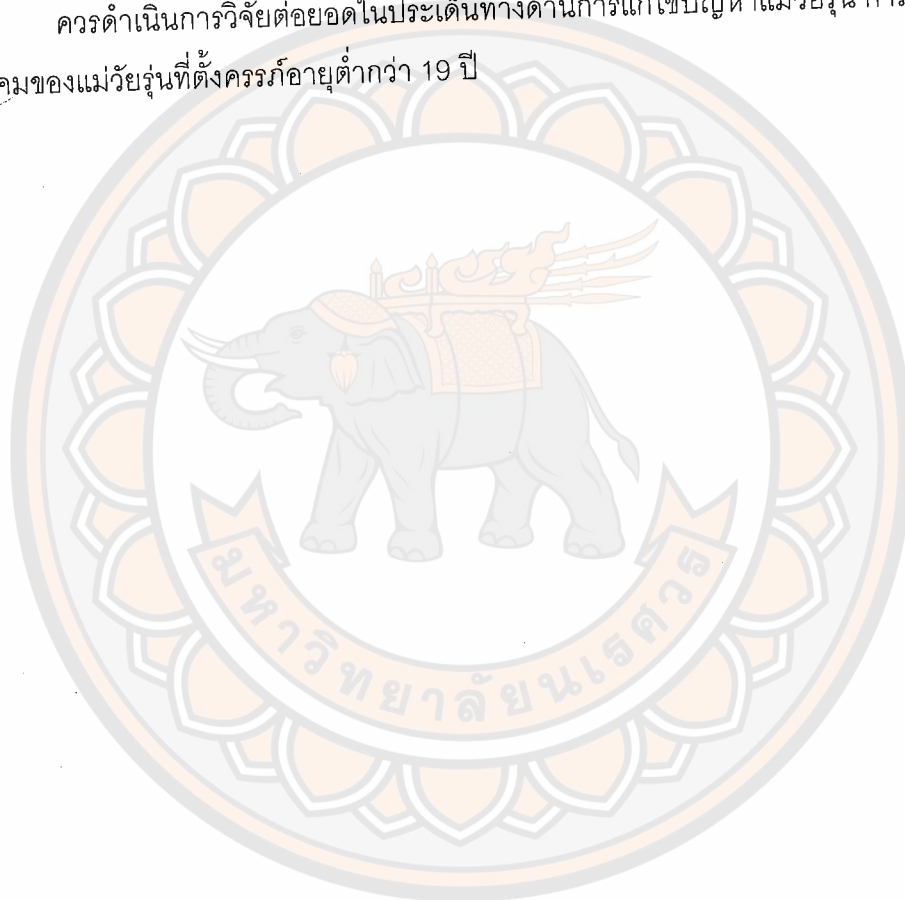 ควรดำเนินการวิจัยต่อยอดในประเด็นทางด้านการแก้ไขปัญหาแม่วัยรุ่น การ
ของแม่วัยรุ่นที่ตั้งครรภ์อายุต่ำกว่า 19 ปี
มหาวิทยาลัยนเรศวร